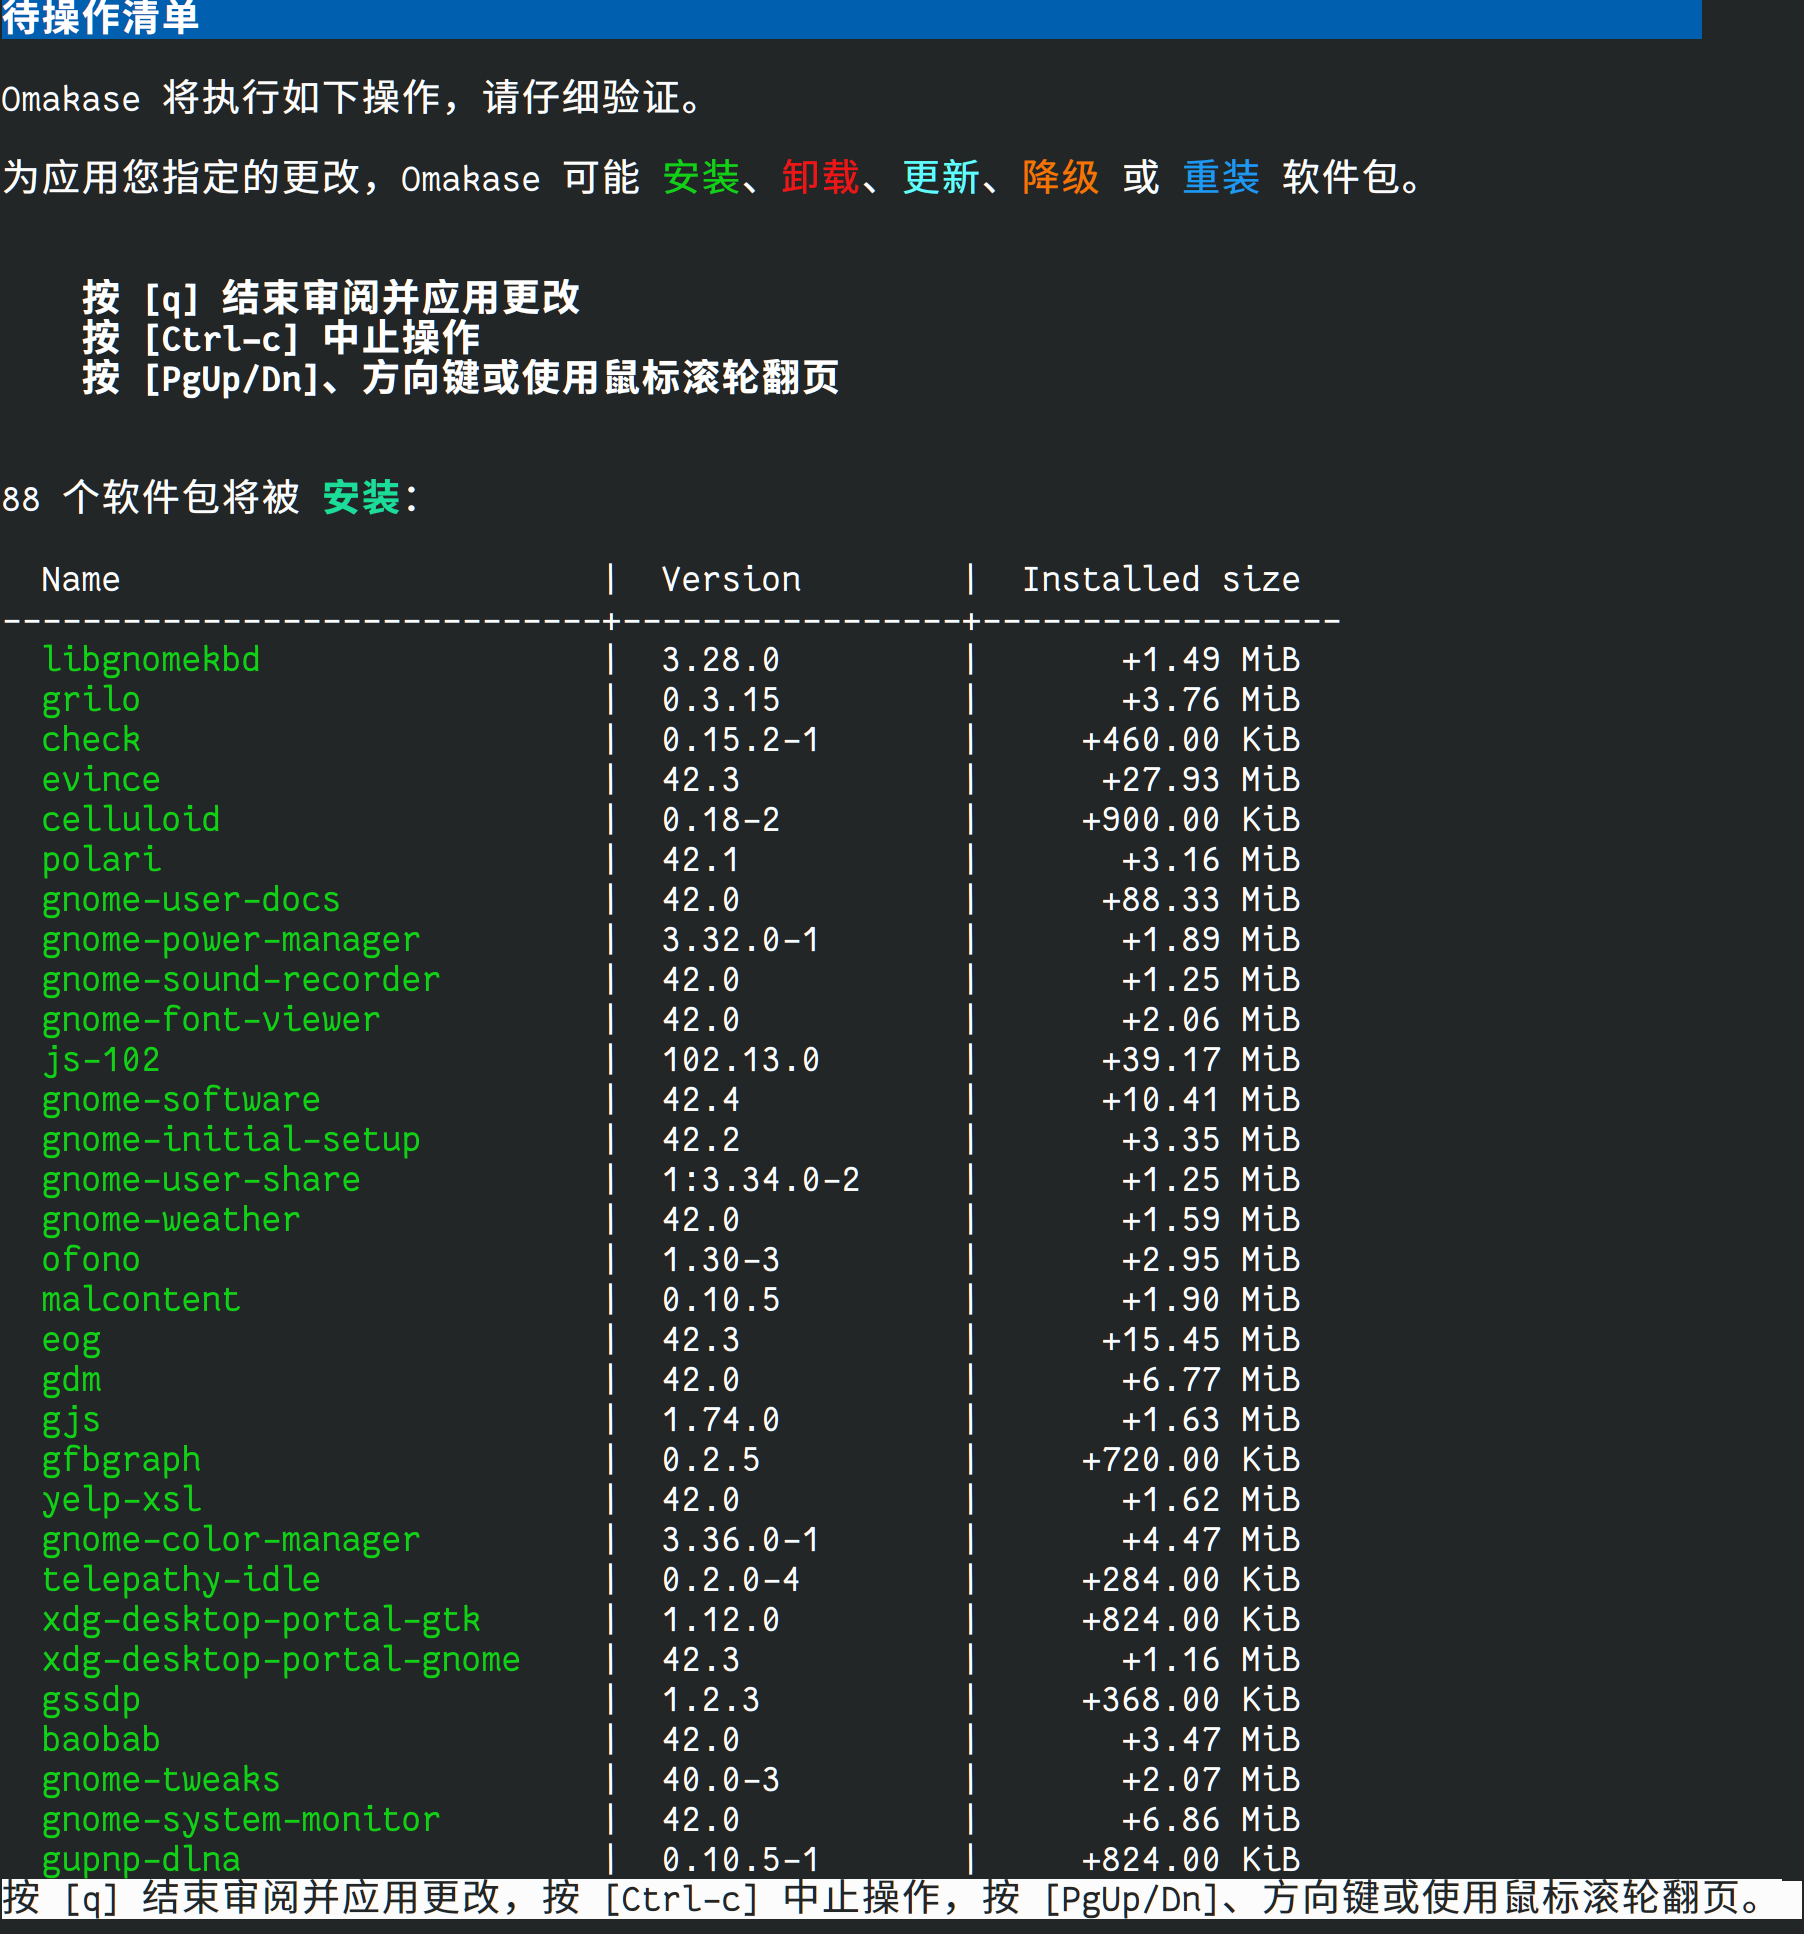 待操作清单
Omakase 将执行如下操作，请仔细验证。
为应用您指定的更改，Omakase 可能 安装、卸载、更新、降级 或 重装 软件包。
按 [q] 结束审阅并应用更改
按 [Ctrl-c] 中止操作
按 [PgUp/Dn]、方向键或使用鼠标滚轮翻页
88 个软件包将被 安装：
Name | Version | Installed size
------------------------------+-----------------+------------------
libgnomekbd | 3.28.0 | +1.49 MiB
grilo | 0.3.15 | +3.76 MiB
check | 0.15.2-1 | +460.00 KiB
evince | 42.3 | +27.93 MiB
celluloid | 0.18-2 | +900.00 KiB
polari | 42.1 | +3.16 MiB
gnome-user-docs | 42.0 | +88.33 MiB
gnome-power-manager | 3.32.0-1 | +1.89 MiB
gnome-sound-recorder | 42.0 | +1.25 MiB
gnome-font-viewer | 42.0 | +2.06 MiB
js-102 | 102.13.0 | +39.17 MiB
gnome-software | 42.4 | +10.41 MiB
gnome-initial-setup | 42.2 | +3.35 MiB
gnome-user-share | 1:3.34.0-2 | +1.25 MiB
gnome-weather | 42.0 | +1.59 MiB
ofono | 1.30-3 | +2.95 MiB
malcontent | 0.10.5 | +1.90 MiB
eog | 42.3 | +15.45 MiB
gdm | 42.0 | +6.77 MiB
gjs | 1.74.0 | +1.63 MiB
gfbgraph | 0.2.5 | +720.00 KiB
yelp-xsl | 42.0 | +1.62 MiB
gnome-color-manager | 3.36.0-1 | +4.47 MiB
telepathy-idle | 0.2.0-4 | +284.00 KiB
xdg-desktop-portal-gtk | 1.12.0 | +824.00 KiB
xdg-desktop-portal-gnome | 42.3 | +1.16 MiB
gssdp | 1.2.3 | +368.00 KiB
baobab | 42.0 | +3.47 MiB
gnome-tweaks | 40.0-3 | +2.07 MiB
gnome-system-monitor | 42.0 | +6.86 MiB
gupnp-dlna | 0.10.5-1 | +824.00 KiB
按 [q] 结束审阅并应用更改，按 [Ctrl-c] 中止操作，按 [PgUp/Dn]、方向键或使用鼠标滚轮翻页。